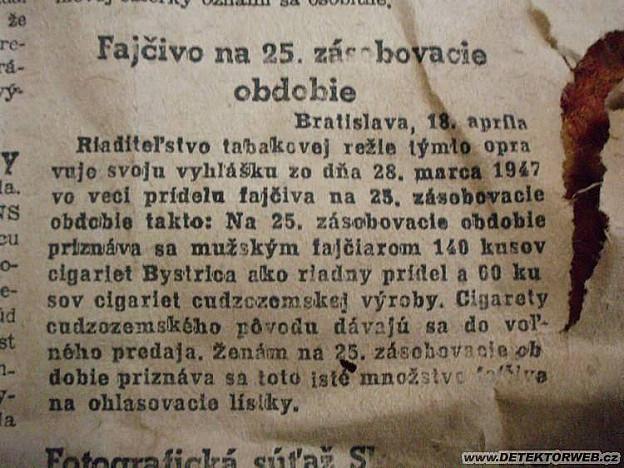 že
Fajčivo na 25. zásobovacie
obdobie
Bratislava, 18. apríla
Riaditeľstvo tabakovej režie týmto opra
vuje svoju vyhlášku zo dňa 28. marca 1947
vo veci prídelu fajčiva na 25. zásobovacie
obdobie takto: Na 25. zásobovacie obdobie
priznáva sa mužským fajčiarom 140 kusov
cigariet Bystrica ako riadny prídel a 60 ku
sov cigariet cudzozemskej výroby. Cigarety
cudzozemského pôvodu dávajú sa do voľ-
ného predaja. Ženám na 25. zásobovacie ob
dobie priznáva sa toto isté množstvo fajčiva
na ohlasovacie lístky.
Fotografická súťaž
www.DETEKTORWEB.cz